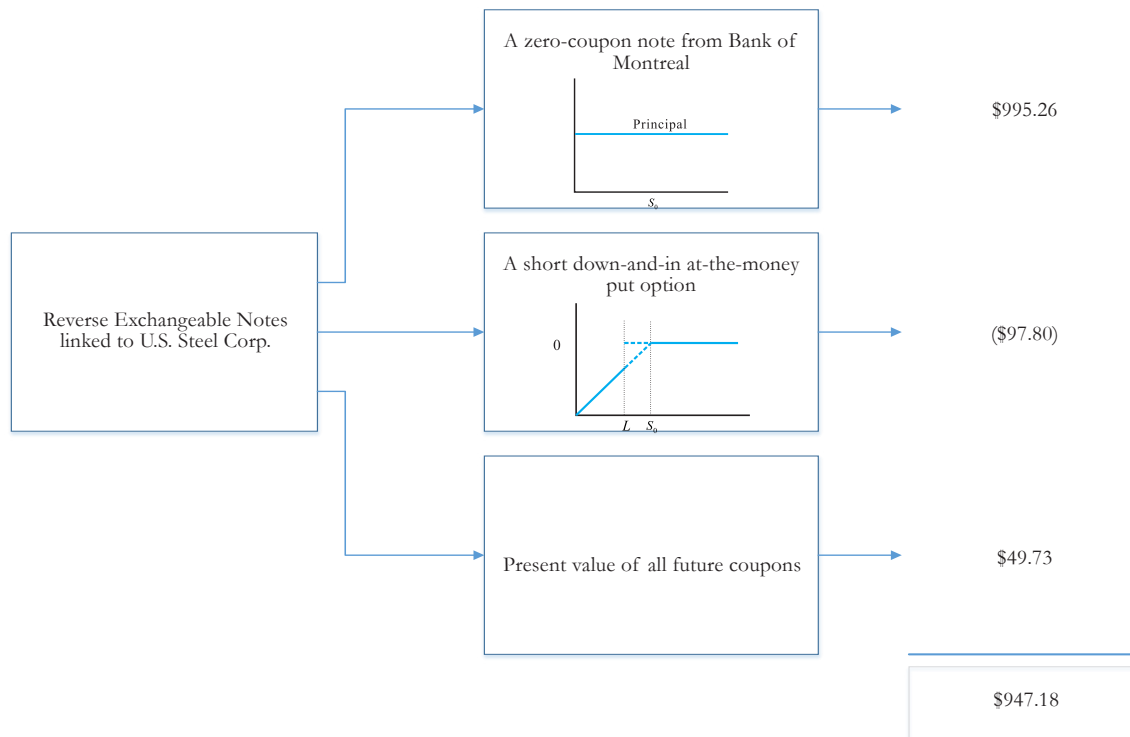 A zero-coupon note from Bank of
Montreal
Principal
S₀
$995.26
Reverse Exchangeable Notes
linked to U.S. Steel Corp.
A short down-and-in at-the-money
put option
0
L S₀
($97.80)
Present value of all future coupons
$49.73
$947.18